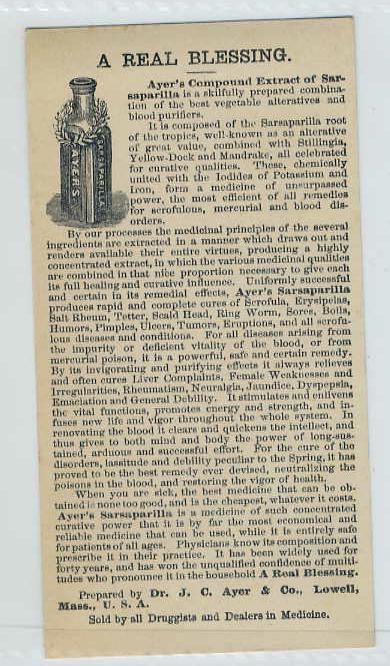 A REAL BLESSING.
Ayer's Compound Extract of Sar-
saparilla is a skilfully prepared combina-
tion of the best vegetable alteratives and
blood purifiers.
It is composed of the Sarsaparilla root
of the tropics, well-known as an alterative
of great value, combined with Stillingia,
Yellow-Dock and Mandrake, all celebrated
for curative qualities. These, chemically
united with the Iodides of Potassium and
Iron, form a medicine of unsurpassed
power, the most efficient of all remedies
for scrofulous, mercurial and blood dis-
orders.
AYER'S
SARSAPARILLA
By our processes the medicinal principles of the several
ingredients are extracted in a manner which draws out and
renders available their entire virtues, producing a highly
concentrated extract, in which the various medicinal qualities
are combined in that nice proportion necessary to give each
its full healing and curative influence. Uniformly successful
and certain in its remedial effects, Ayer's Sarsaparilla
produces rapid and complete cures of Scrofula, Erysipelas,
Salt Rheum, Tetter, Scald Head, Ring Worm, Sores, Boils,
Humors, Pimples, Ulcers, Tumors, Eruptions, and all scrofu-
lous diseases and conditions. For all diseases arising from
the impurity or deficient vitality of the blood, or from
mercurial poison, it is a powerful, safe and certain remedy.
By its invigorating and purifying effects it always relieves
and often cures Liver Complaints, Female Weaknesses and
Irregularities, Rheumatism, Neuralgia, Jaundice, Dyspepsia,
Emaciation and General Debility. It stimulates and enlivens
the vital functions, promotes energy and strength, and in-
fuses new life and vigor throughout the whole system. In
renovating the blood it clears and quickens the intellect, and
thus gives to both mind and body the power of long-sus-
tained, arduous and successful effort. For the cure of the
disorders, lassitude and debility peculiar to the Spring, it has
proved to be the best remedy ever devised, neutralizing the
poisons in the blood, and restoring the vigor of health.
When you are sick, the best medicine that can be ob-
tained is none too good, and is the cheapest, whatever it costs.
Ayer's Sarsaparilla is a medicine of such concentrated
curative power that it is by far the most economical and
reliable medicine that can be used, while it is entirely safe
for patients of all ages. Physicians know its composition and
prescribe it in their practice. It has been widely used for
forty years, and has won the unqualified confidence of multi-
tudes who pronounce it in the household A Real Blessing.
Prepared by Dr. J. C. Ayer & Co., Lowell,
Mass., U. S. A.
Sold by all Druggists and Dealers in Medicine.